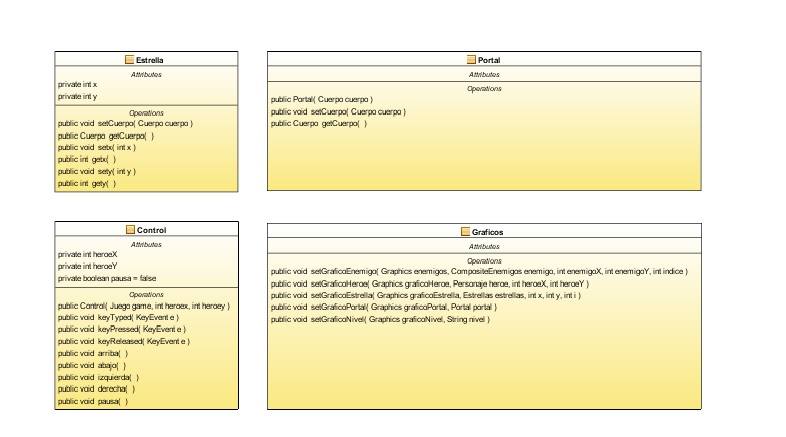 Estrella
Attributes
private int x
private int y
Operations
public void setCuerpo( Cuerpo cuerpo )
public Cuerpo getCuerpo( )
public void setx( int x )
public int getx( )
public void sety( int y )
public int gety( )
Portal
Attributes
Operations
public Portal( Cuerpo cuerpo )
public void setCuerpo( Cuerpo cuerpo )
public Cuerpo getCuerpo( )
Control
Attributes
private int heroeX
private int heroeY
private boolean pausa = false
Operations
public Control( Juego game, int heroex, int heroey )
public void keyTyped( KeyEvent e )
public void keyPressed( KeyEvent e )
public void keyReleased( KeyEvent e )
public void arriba( )
public void abajo( )
public void izquierda( )
public void derecha( )
public void pausa( )
Graficos
Attributes
Operations
public void setGraficoEnemigo( Graphics enemigos, CompositeEnemigos enemigo, int enemigoX, int enemigoY, int indice )
public void setGraficoHeroe( Graphics graficoHeroe, Personaje heroe, int heroeX, int heroeY )
public void setGraficoEstrella( Graphics graficoEstrella, Estrellas estrellas, int x, int y, int i )
public void setGraficoPortal( Graphics graficoPortal, Portal portal )
public void setGraficoNivel( Graphics graficoNivel, String nivel )